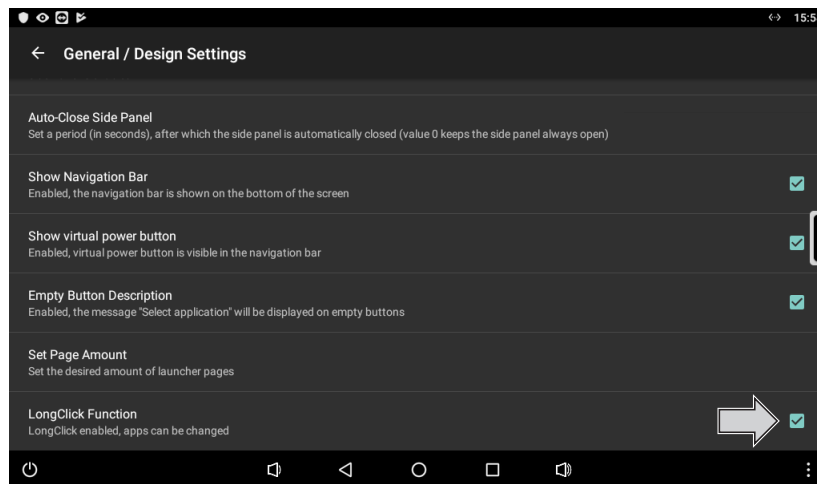 15:5
General / Design Settings
Auto-Close Side Panel
Set a period (in seconds), after which the side panel is automatically closed (value 0 keeps the side panel always open)
Show Navigation Bar
Enabled, the navigation bar is shown on the bottom of the screen
Show virtual power button
Enabled, virtual power button is visible in the navigation bar
Empty Button Description
Enabled, the message "Select application" will be displayed on empty buttons
Set Page Amount
Set the desired amount of launcher pages
LongClick Function
LongClick enabled, apps can be changed